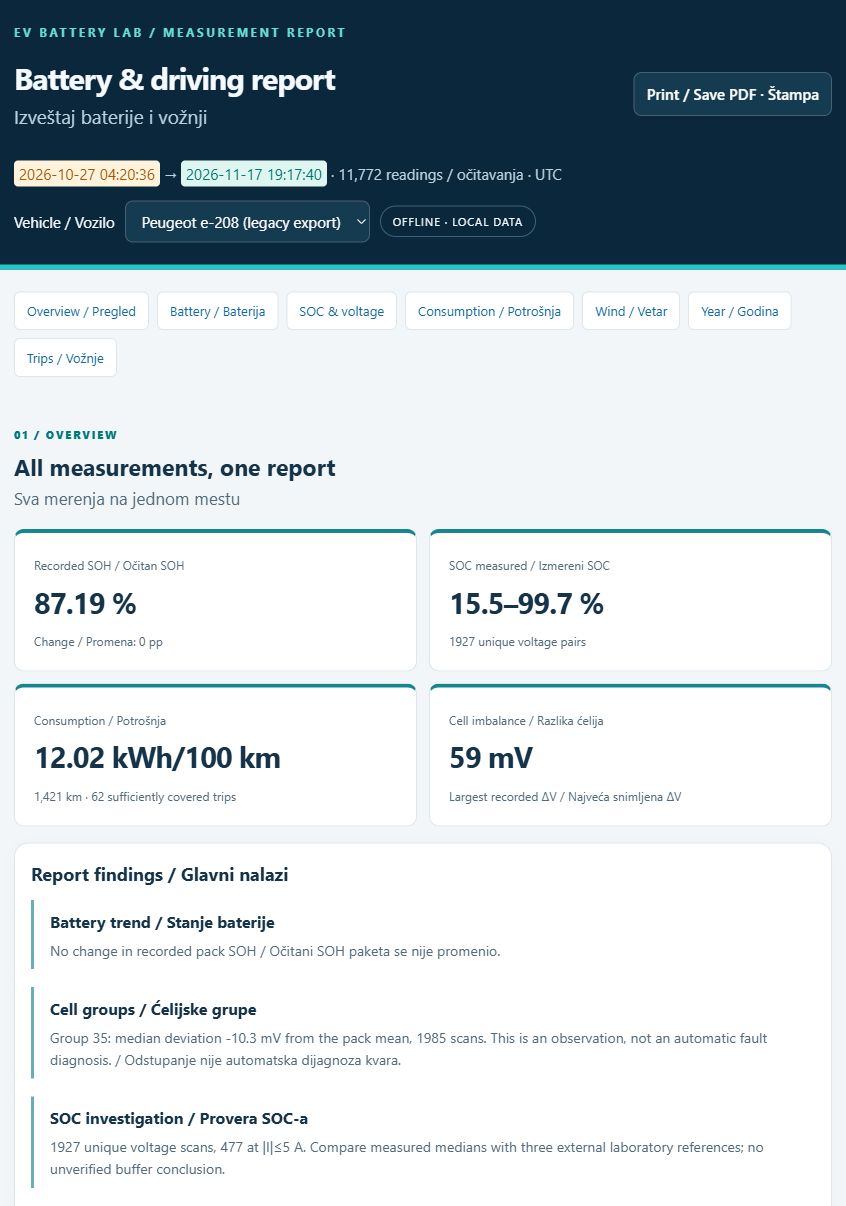 EV BATTERY LAB / MEASUREMENT REPORT
Battery & driving report
Izveštaj baterije i vožnji
Print / Save PDF · Štampa
2026-10-27 04:20:36 → 2026-11-17 19:17:40 · 11,772 readings / očitavanja · UTC
Vehicle / Vozilo
Peugeot e-208 (legacy export)
OFFLINE · LOCAL DATA
Overview / Pregled
Battery / Baterija
SOC & voltage
Consumption / Potrošnja
Wind / Vetar
Year / Godina
Trips / Vožnje
01 / OVERVIEW
All measurements, one report
Sva merenja na jednom mestu
Recorded SOH / Očitan SOH
87.19 %
Change / Promena: 0 pp
SOC measured / Izmereni SOC
15.5–99.7 %
1927 unique voltage pairs
Consumption / Potrošnja
12.02 kWh/100 km
1,421 km · 62 sufficiently covered trips
Cell imbalance / Razlika ćelija
59 mV
Largest recorded ΔV / Najveća snimljena ΔV
Report findings / Glavni nalazi
Battery trend / Stanje baterije
No change in recorded pack SOH / Očitani SOH paketa se nije promenio.
Cell groups / Ćelijske grupe
Group 35: median deviation -10.3 mV from the pack mean, 1985 scans. This is an observation, not an automatic fault
diagnosis. / Odstupanje nije automatska dijagnoza kvara.
SOC investigation / Provera SOC-a
1927 unique voltage scans, 477 at |I|≤5 A. Compare measured medians with three external laboratory references; no
unverified buffer conclusion.